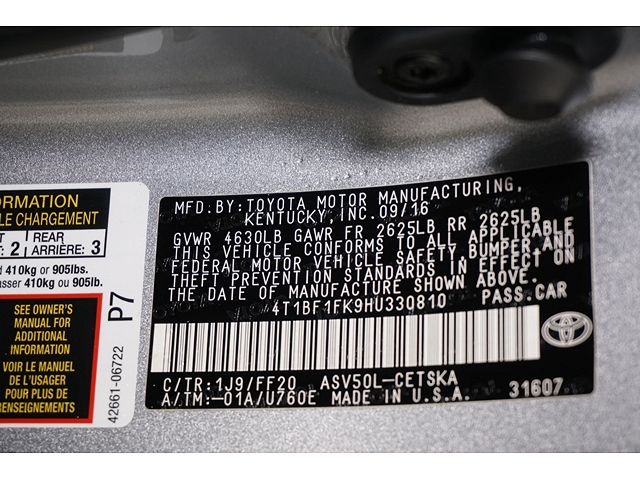 ORMATION
LE CHARGEMENT
T: 2
REAR
ARRIÈRE: 3
d 410kg or 905lbs.
asser 410kg ou 905lb.
SEE OWNER'S
MANUAL FOR
ADDITIONAL
INFORMATION
VOIR LE MANUEL
DE L'USAGER
POUR PLUS DE
RENSEIGNEMENTS
P7
42661-06722
MFD.BY:TOYOTA MOTOR MANUFACTURING,
KENTUCKY,INC.09/16
GVWR 4630LB GAWR FR 2625LB RR 2625LB
THIS VEHICLE CONFORMS TO ALL APPLICABLE
FEDERAL MOTOR VEHICLE SAFETY,BUMPER AND
THEFT PREVENTION STANDARDS IN EFFECT ON
THE DATE OF MANUFACTURE SHOWN ABOVE.
4T1BF1FK9HU330810 PASS.CAR
C/TR:1J9/FF20 ASV50L-CETSKA
A/TM:-01A/U760E MADE IN U.S.A. 31607